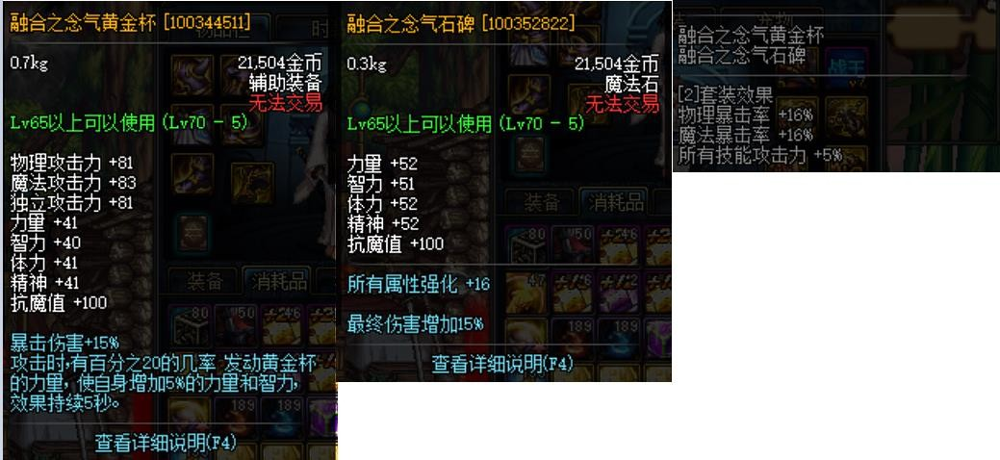 融合之念气黄金杯 [100344511]
0.7kg
21,504金币
辅助装备
无法交易
Lv65以上可以使用 (Lv70 - 5)
物理攻击力 +81
魔法攻击力 +83
独立攻击力 +81
力量 +41
智力 +40
体力 +41
精神 +41
抗魔值 +100
暴击伤害+15%
攻击时,有百分之20的几率 发动黄金杯
的力量, 使自身增加5%的力量和智力,
效果持续5秒。
查看详细说明(F4)
装备
消耗品
融合之念气石碑 [100352822]
0.3kg
21,504金币
魔法石
无法交易
Lv65以上可以使用 (Lv70 - 5)
力量 +52
智力 +51
体力 +52
精神 +52
抗魔值 +100
所有属性强化 +16
最终伤害增加15%
查看详细说明(F4)
装备
消耗品
融合之念气黄金杯
融合之念气石碑
战王
[2]套装效果
物理暴击率 +16%
魔法暴击率 +16%
所有技能攻击力 +5%